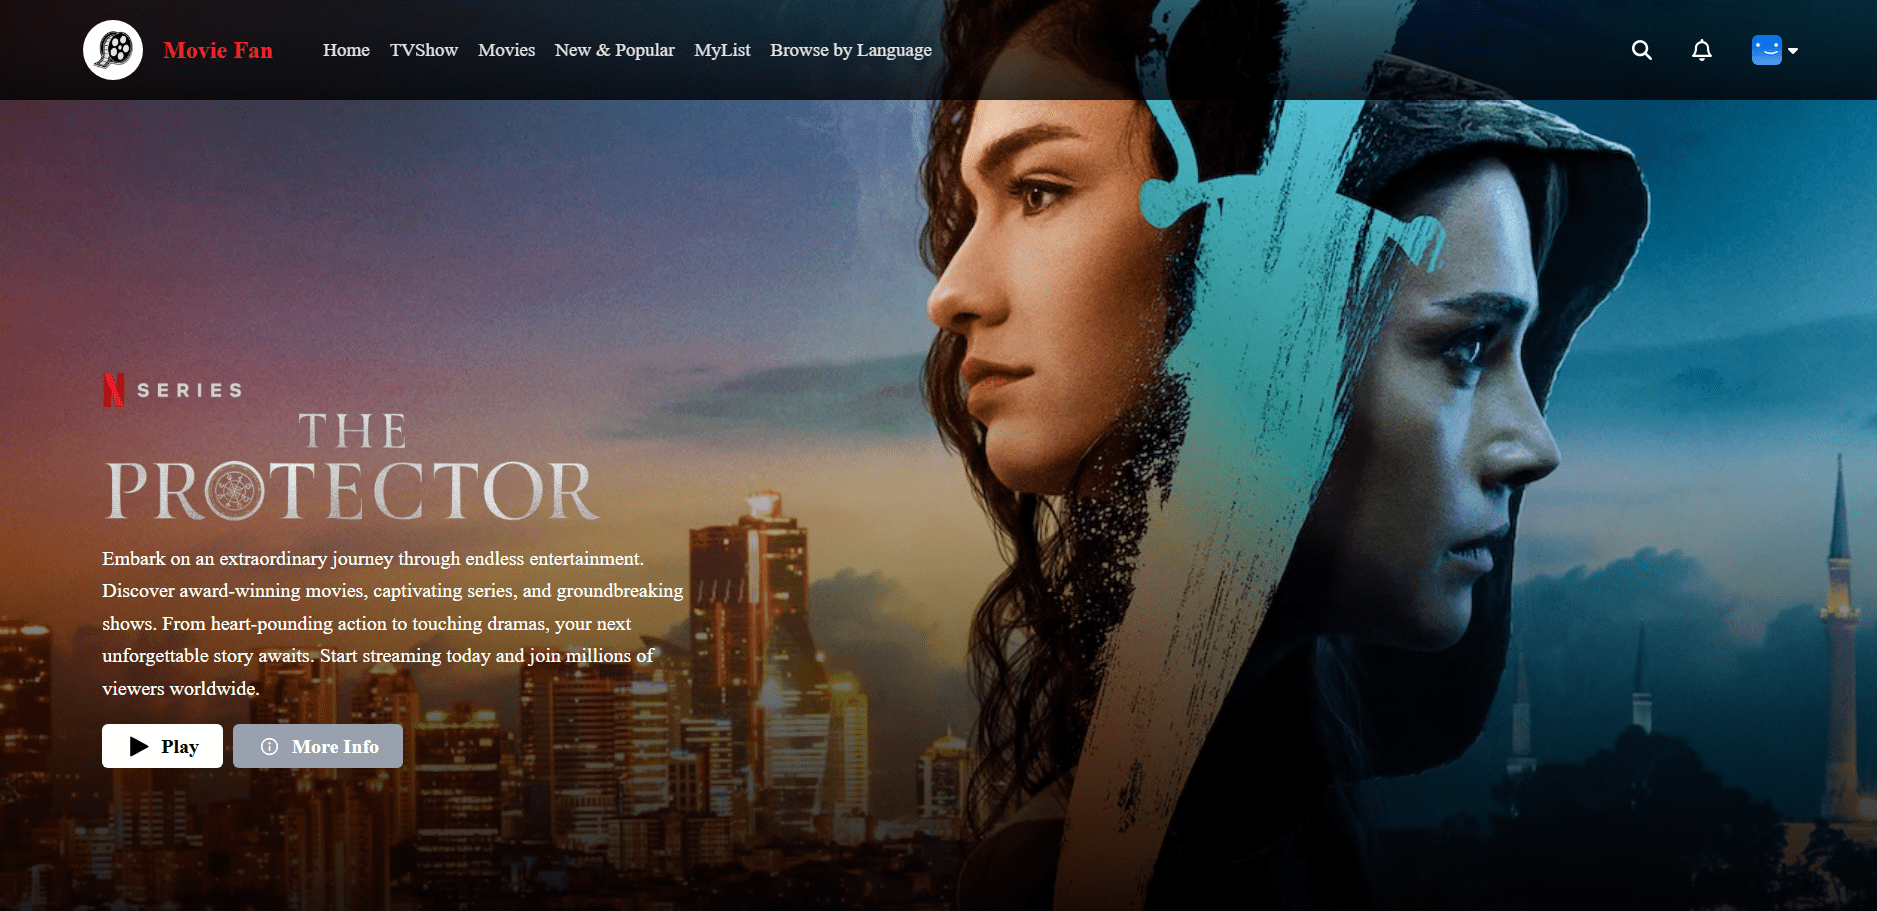 Movie Fan
Home TVShow Movies New & Popular MyList Browse by Language
N SERIES
THE
PROTECTOR
Embark on an extraordinary journey through endless entertainment.
Discover award-winning movies, captivating series, and groundbreaking
shows. From heart-pounding action to touching dramas, your next
unforgettable story awaits. Start streaming today and join millions of
viewers worldwide.
Play More Info